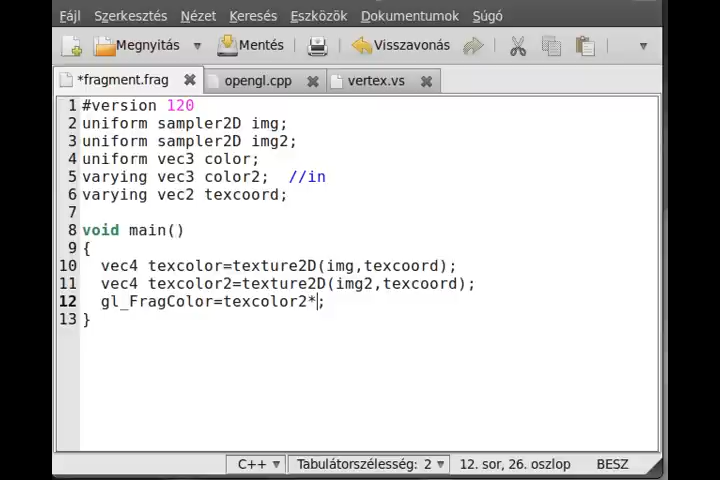 Fájl Szerkesztés Nézet Keresés Eszközök Dokumentumok Súgó
Megnyitás Mentés Visszavonás
*fragment.frag opengl.cpp vertex.vs
1 #version 120
2 uniform sampler2D img;
3 uniform sampler2D img2;
4 uniform vec3 color;
5 varying vec3 color2;  //in
6 varying vec2 texcoord;
7
8 void main()
9 {
10   vec4 texcolor=texture2D(img,texcoord);
11   vec4 texcolor2=texture2D(img2,texcoord);
12   gl_FragColor=texcolor2*;
13 }
C++ Tabulátorszélesség: 2 12. sor, 26. oszlop BESZ